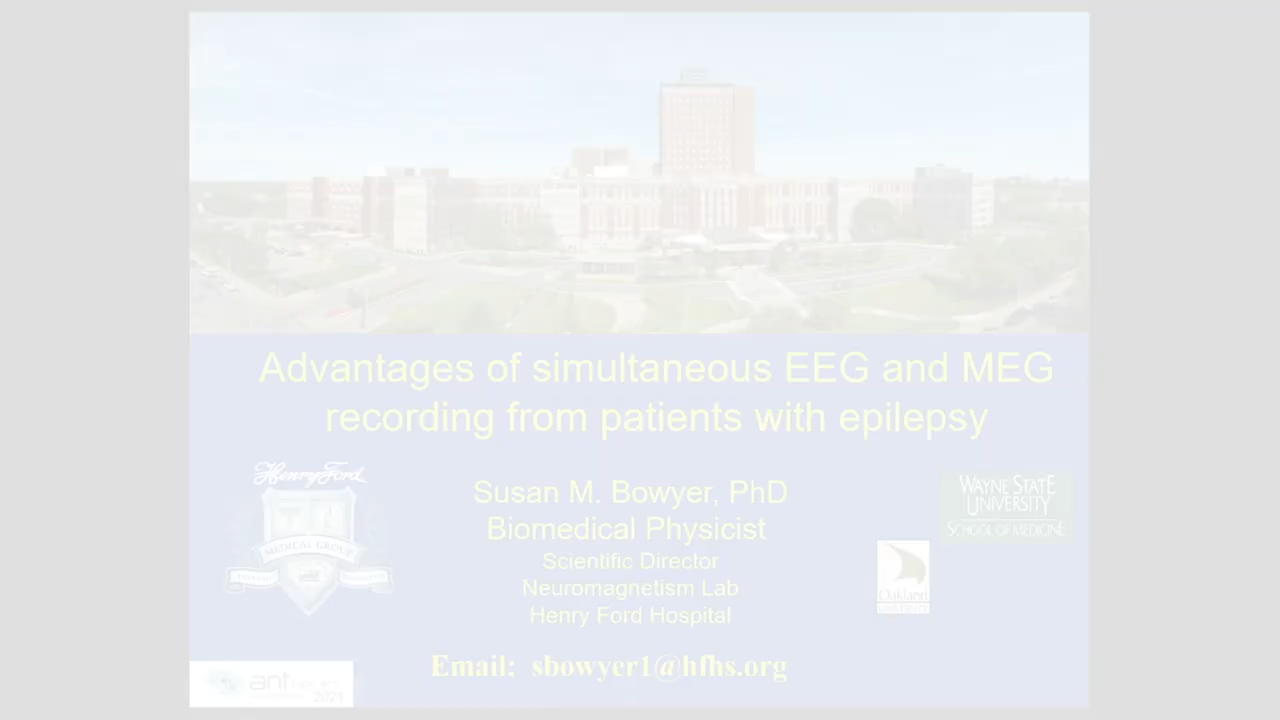 Advantages of simultaneous EEG and MEG
recording from patients with epilepsy
Henry Ford
MEDICAL GROUP
Susan M. Bowyer, PhD
Biomedical Physicist
Scientific Director
Neuromagnetism Lab
Henry Ford Hospital
WAYNE STATE
UNIVERSITY
SCHOOL OF MEDICINE
Oakland
UNIVERSITY
Email: sbowyer1@hfhs.org
ant
2021